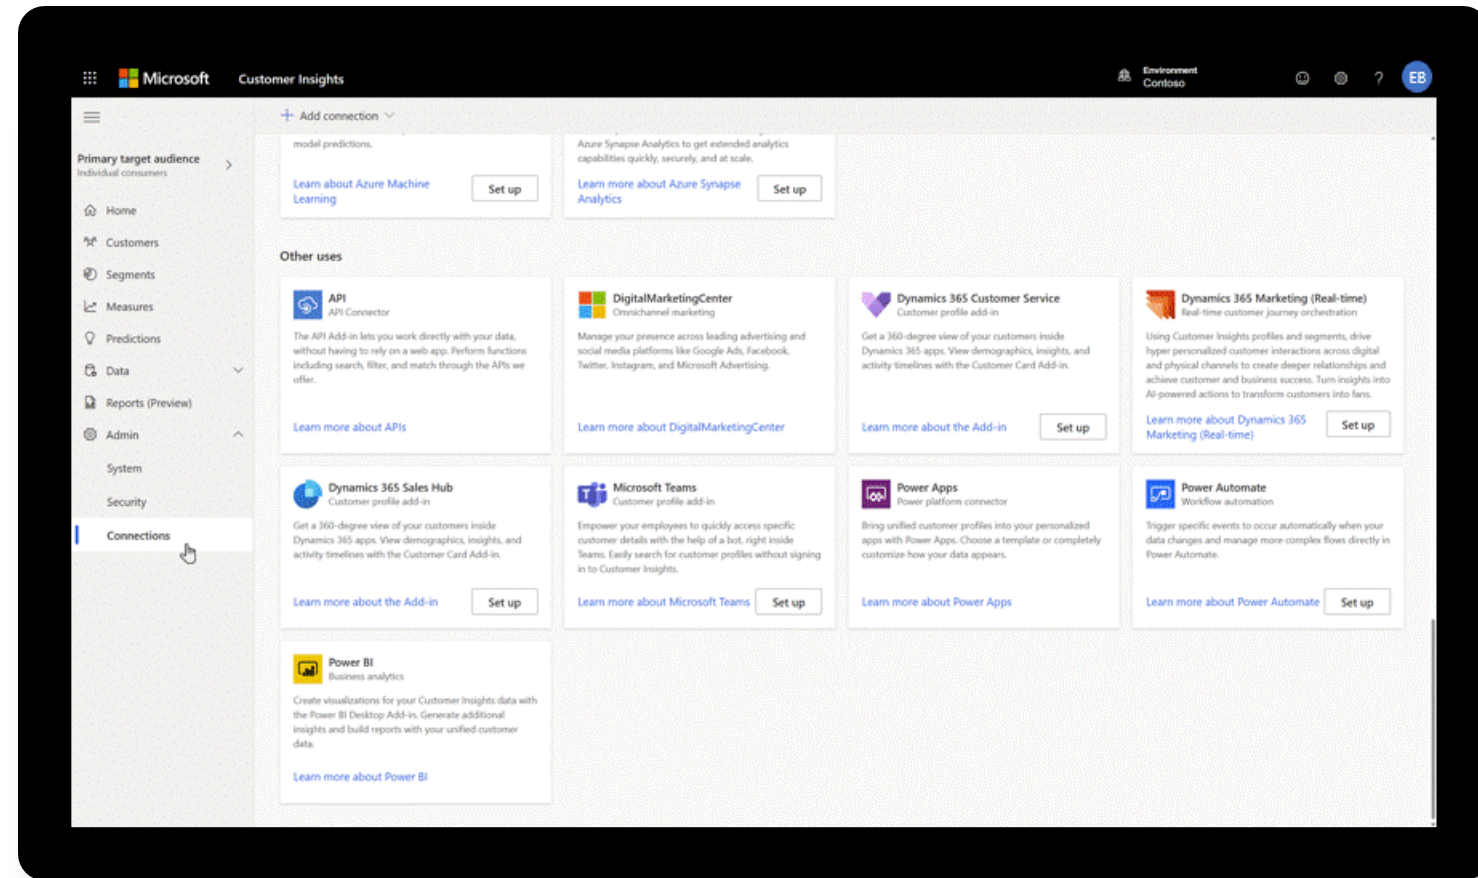 Microsoft
Customer Insights
Environment
Contoso
EB
Add connection
Primary target audience
Individual consumers
Home
Customers
Segments
Measures
Predictions
Data
Reports (Preview)
Admin
System
Security
Connections
model predictions.
Learn about Azure Machine
Learning
Set up
Azure Synapse Analytics to get extended analytics
capabilities quickly, securely, and at scale.
Learn more about Azure Synapse
Analytics
Set up
Other uses
API
API Connector
The API Add-in lets you work directly with your data,
without having to rely on a web app. Perform functions
including search, filter, and match through the APIs we
offer.
Learn more about APIs
DigitalMarketingCenter
Omnichannel marketing
Manage your presence across leading advertising and
social media platforms like Google Ads, Facebook,
Twitter, Instagram, and Microsoft Advertising.
Learn more about DigitalMarketingCenter
Dynamics 365 Customer Service
Customer profile add-in
Get a 360-degree view of your customers inside
Dynamics 365 apps. View demographics, insights, and
activity timelines with the Customer Card Add-in.
Learn more about the Add-in
Set up
Dynamics 365 Marketing (Real-time)
Real-time customer journey orchestration
Using Customer Insights profiles and segments, drive
hyper personalized customer interactions across digital
and physical channels to create deeper relationships and
achieve customer and business success. Turn insights into
AI-powered actions to transform customers into fans.
Learn more about Dynamics 365
Marketing (Real-time)
Set up
Dynamics 365 Sales Hub
Customer profile add-in
Get a 360-degree view of your customers inside
Dynamics 365 apps. View demographics, insights, and
activity timelines with the Customer Card Add-in.
Learn more about the Add-in
Set up
Microsoft Teams
Customer profile add-in
Empower your employees to quickly access specific
customer details with the help of a bot, right inside
Teams. Easily search for customer profiles without signing
in to Customer Insights.
Learn more about Microsoft Teams
Set up
Power Apps
Power platform connector
Bring unified customer profiles into your personalized
apps with Power Apps. Choose a template or completely
customize how your data appears.
Learn more about Power Apps
Power Automate
Workflow automation
Trigger specific events to occur automatically when your
data changes and manage more complex flows directly in
Power Automate.
Learn more about Power Automate
Set up
Power BI
Business analytics
Create visualizations for your Customer Insights data with
the Power BI Desktop Add-in. Generate additional
insights and build reports with your unified customer
data.
Learn more about Power BI